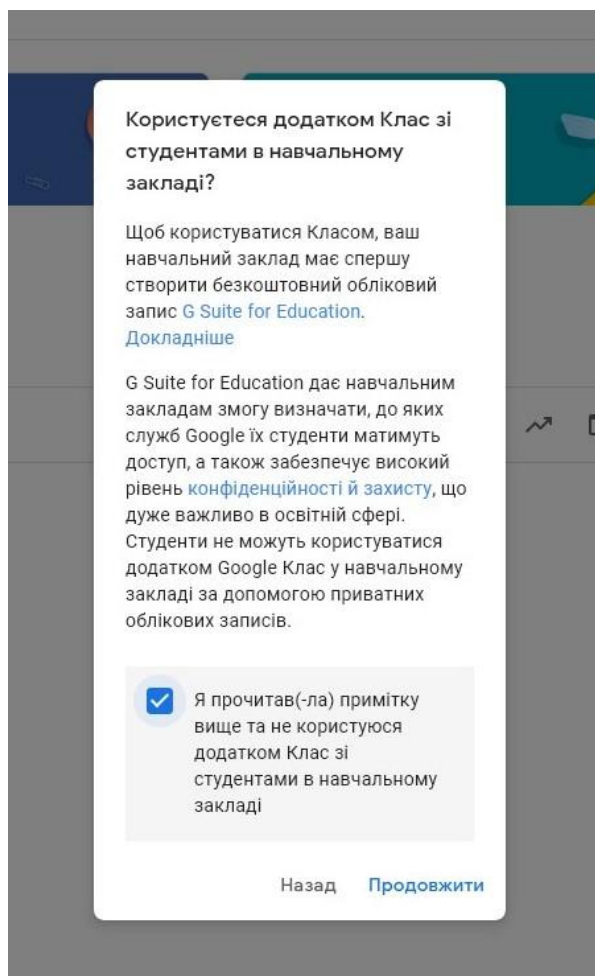 Користуєтеся додатком Клас зі
студентами в навчальному
закладі?
Щоб користуватися Класом, ваш
навчальний заклад має спершу
створити безкоштовний обліковий
запис G Suite for Education.
Докладніше
G Suite for Education дає навчальним
закладам змогу визначати, до яких
служб Google їх студенти матимуть
доступ, а також забезпечує високий
рівень конфіденційності й захисту, що
дуже важливо в освітній сфері.
Студенти не можуть користуватися
додатком Google Клас у навчальному
закладі за допомогою приватних
облікових записів.
Я прочитав(-ла) примітку
вище та не користуюся
додатком Клас зі
студентами в навчальному
закладі
Назад Продовжити